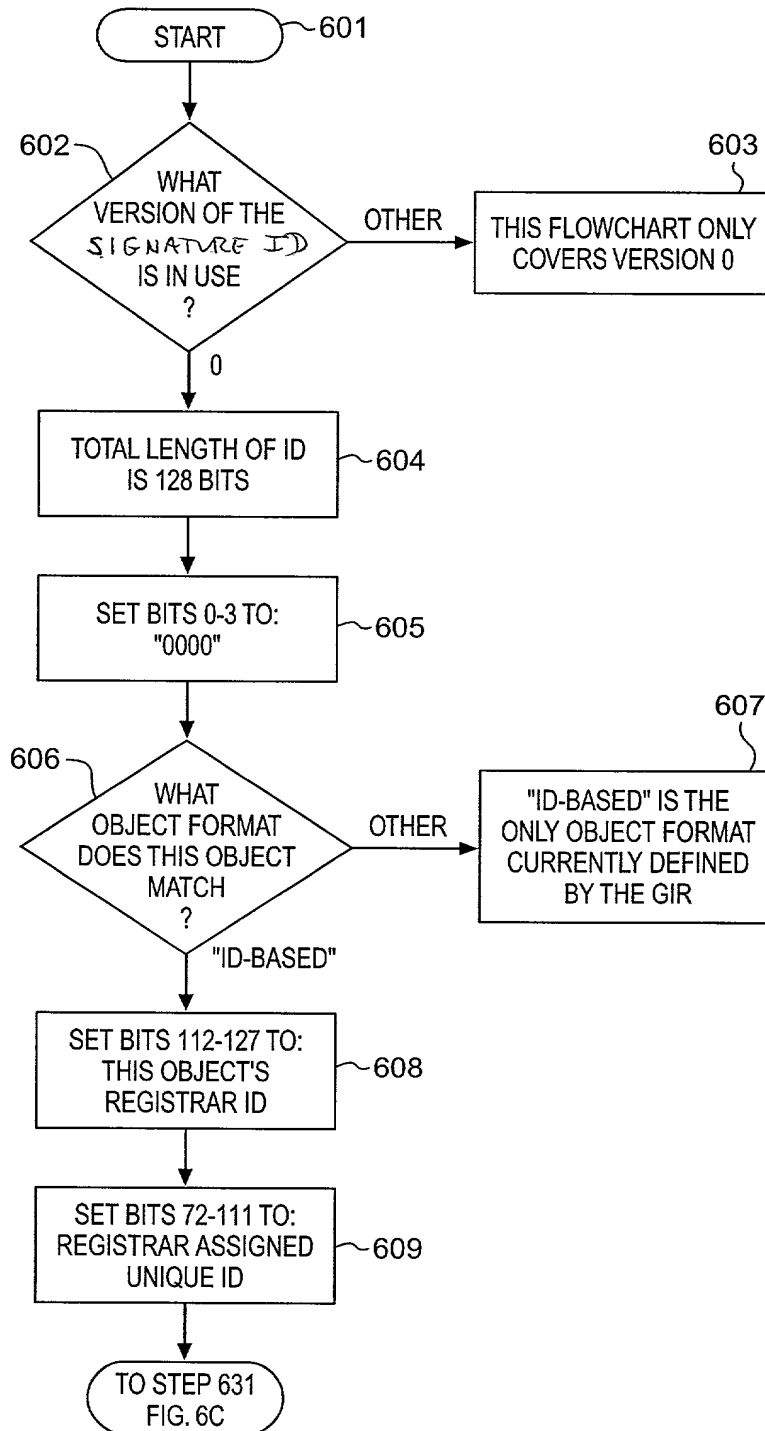 START
601
602
WHAT
VERSION OF THE
SIGNATURE ID
IS IN USE
?
OTHER
603
THIS FLOWCHART ONLY
COVERS VERSION 0
0
TOTAL LENGTH OF ID
IS 128 BITS
604
SET BITS 0-3 TO:
"0000"
605
606
WHAT
OBJECT FORMAT
DOES THIS OBJECT
MATCH
?
OTHER
607
"ID-BASED" IS THE
ONLY OBJECT FORMAT
CURRENTLY DEFINED
BY THE GIR
"ID-BASED"
SET BITS 112-127 TO:
THIS OBJECT'S
REGISTRAR ID
608
SET BITS 72-111 TO:
REGISTRAR ASSIGNED
UNIQUE ID
609
TO STEP 631
FIG. 6C